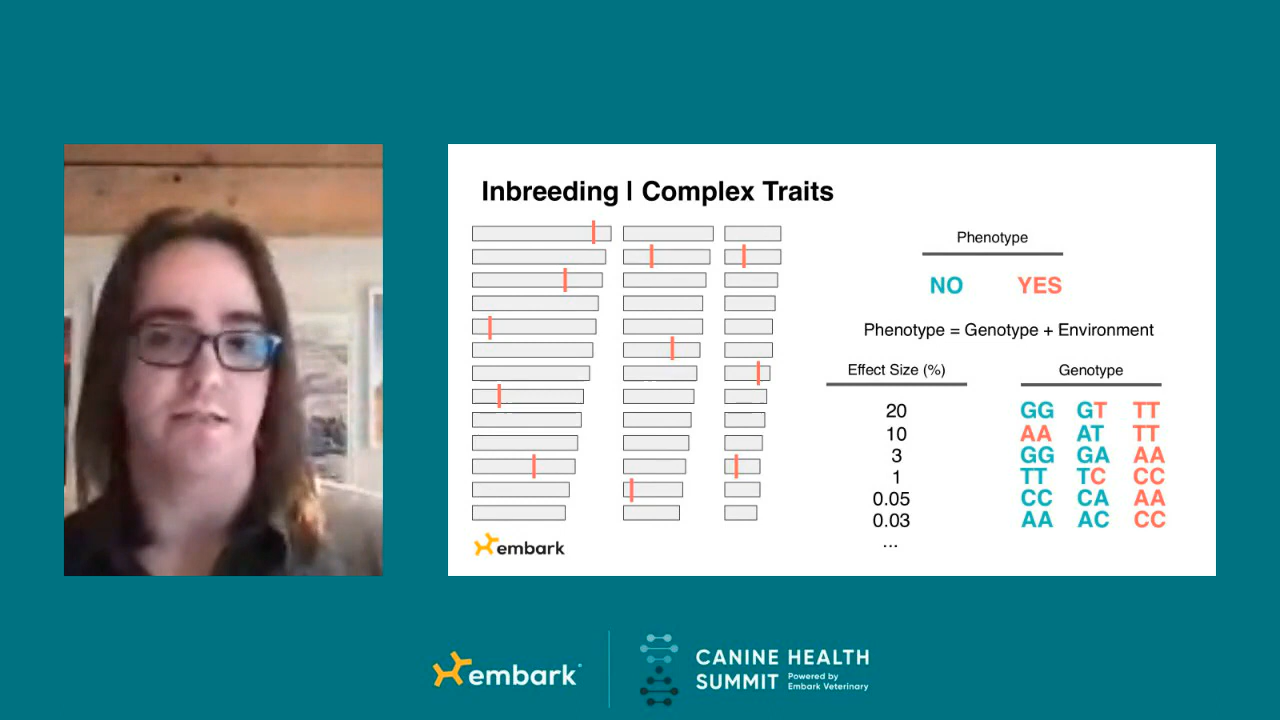 Inbreeding | Complex Traits
Phenotype
NO YES
Phenotype = Genotype + Environment
Effect Size (%) Genotype
20 GG GT TT
10 AA AT TT
3 GG GA AA
1 TT TC CC
0.05 CC CA AA
0.03 AA AC CC
...
embark
embark
CANINE HEALTH
SUMMIT Powered by
Embark Veterinary